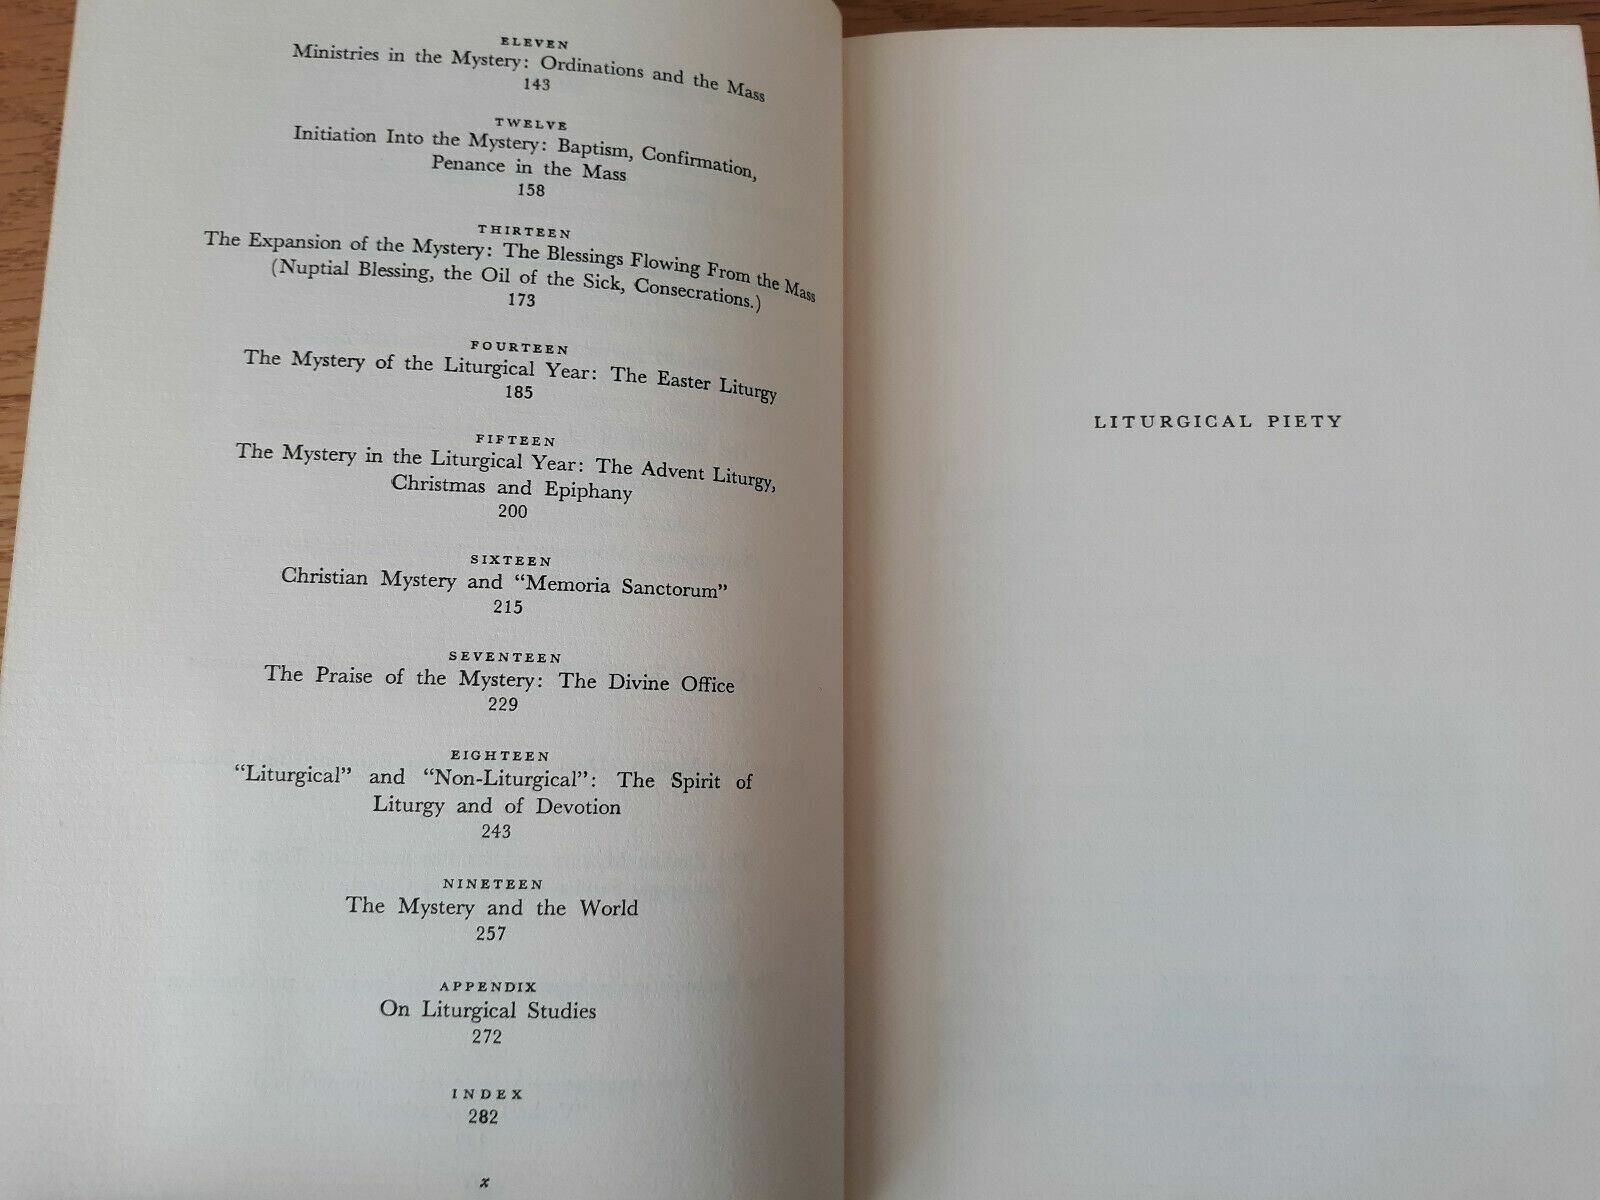 ELEVEN
Ministries in the Mystery: Ordinations and the Mass
143
TWELVE
Initiation Into the Mystery: Baptism, Confirmation,
Penance in the Mass
158
THIRTEEN
The Expansion of the Mystery: The Blessings Flowing From the Mass
(Nuptial Blessing, the Oil of the Sick, Consecrations.)
173
FOURTEEN
The Mystery of the Liturgical Year: The Easter Liturgy
185
FIFTEEN
The Mystery in the Liturgical Year: The Advent Liturgy,
Christmas and Epiphany
200
SIXTEEN
Christian Mystery and “Memoria Sanctorum”
215
SEVENTEEN
The Praise of the Mystery: The Divine Office
229
EIGHTEEN
“Liturgical” and “Non-Liturgical”: The Spirit of
Liturgy and of Devotion
243
NINETEEN
The Mystery and the World
257
APPENDIX
On Liturgical Studies
272
INDEX
282
x
LITURGICAL PIETY